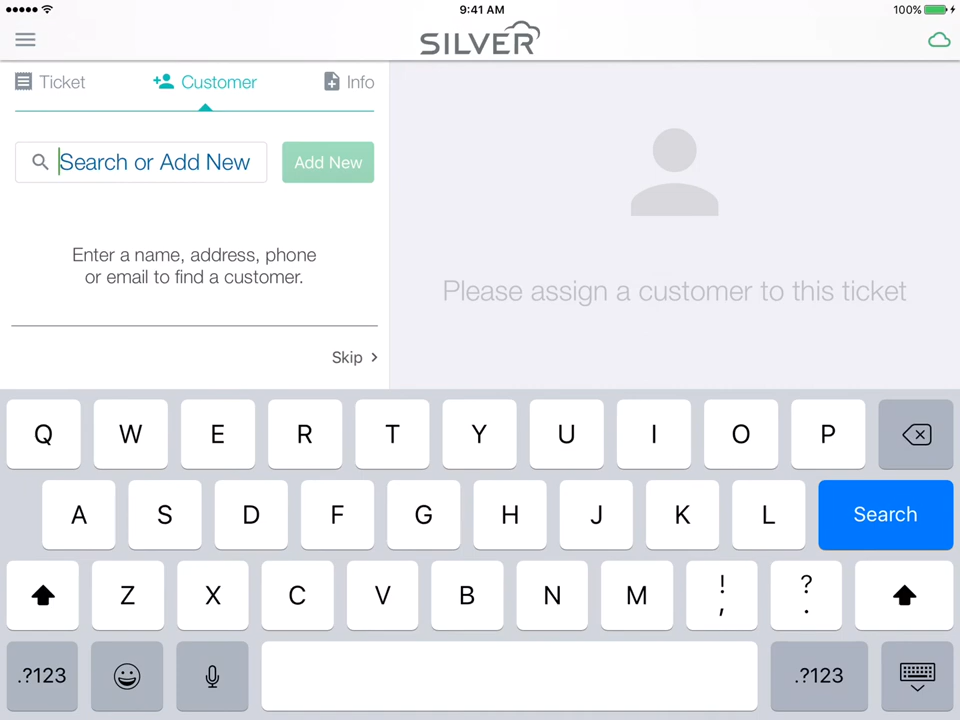 9:41 AM
100%
SILVER
Ticket
Customer
Info
Search or Add New
Add New
Enter a name, address, phone
or email to find a customer.
Skip
Please assign a customer to this ticket
Q W E R T Y U I O P
A S D F G H J K L Search
Z X C V B N M ! , ? .
.?123 .?123